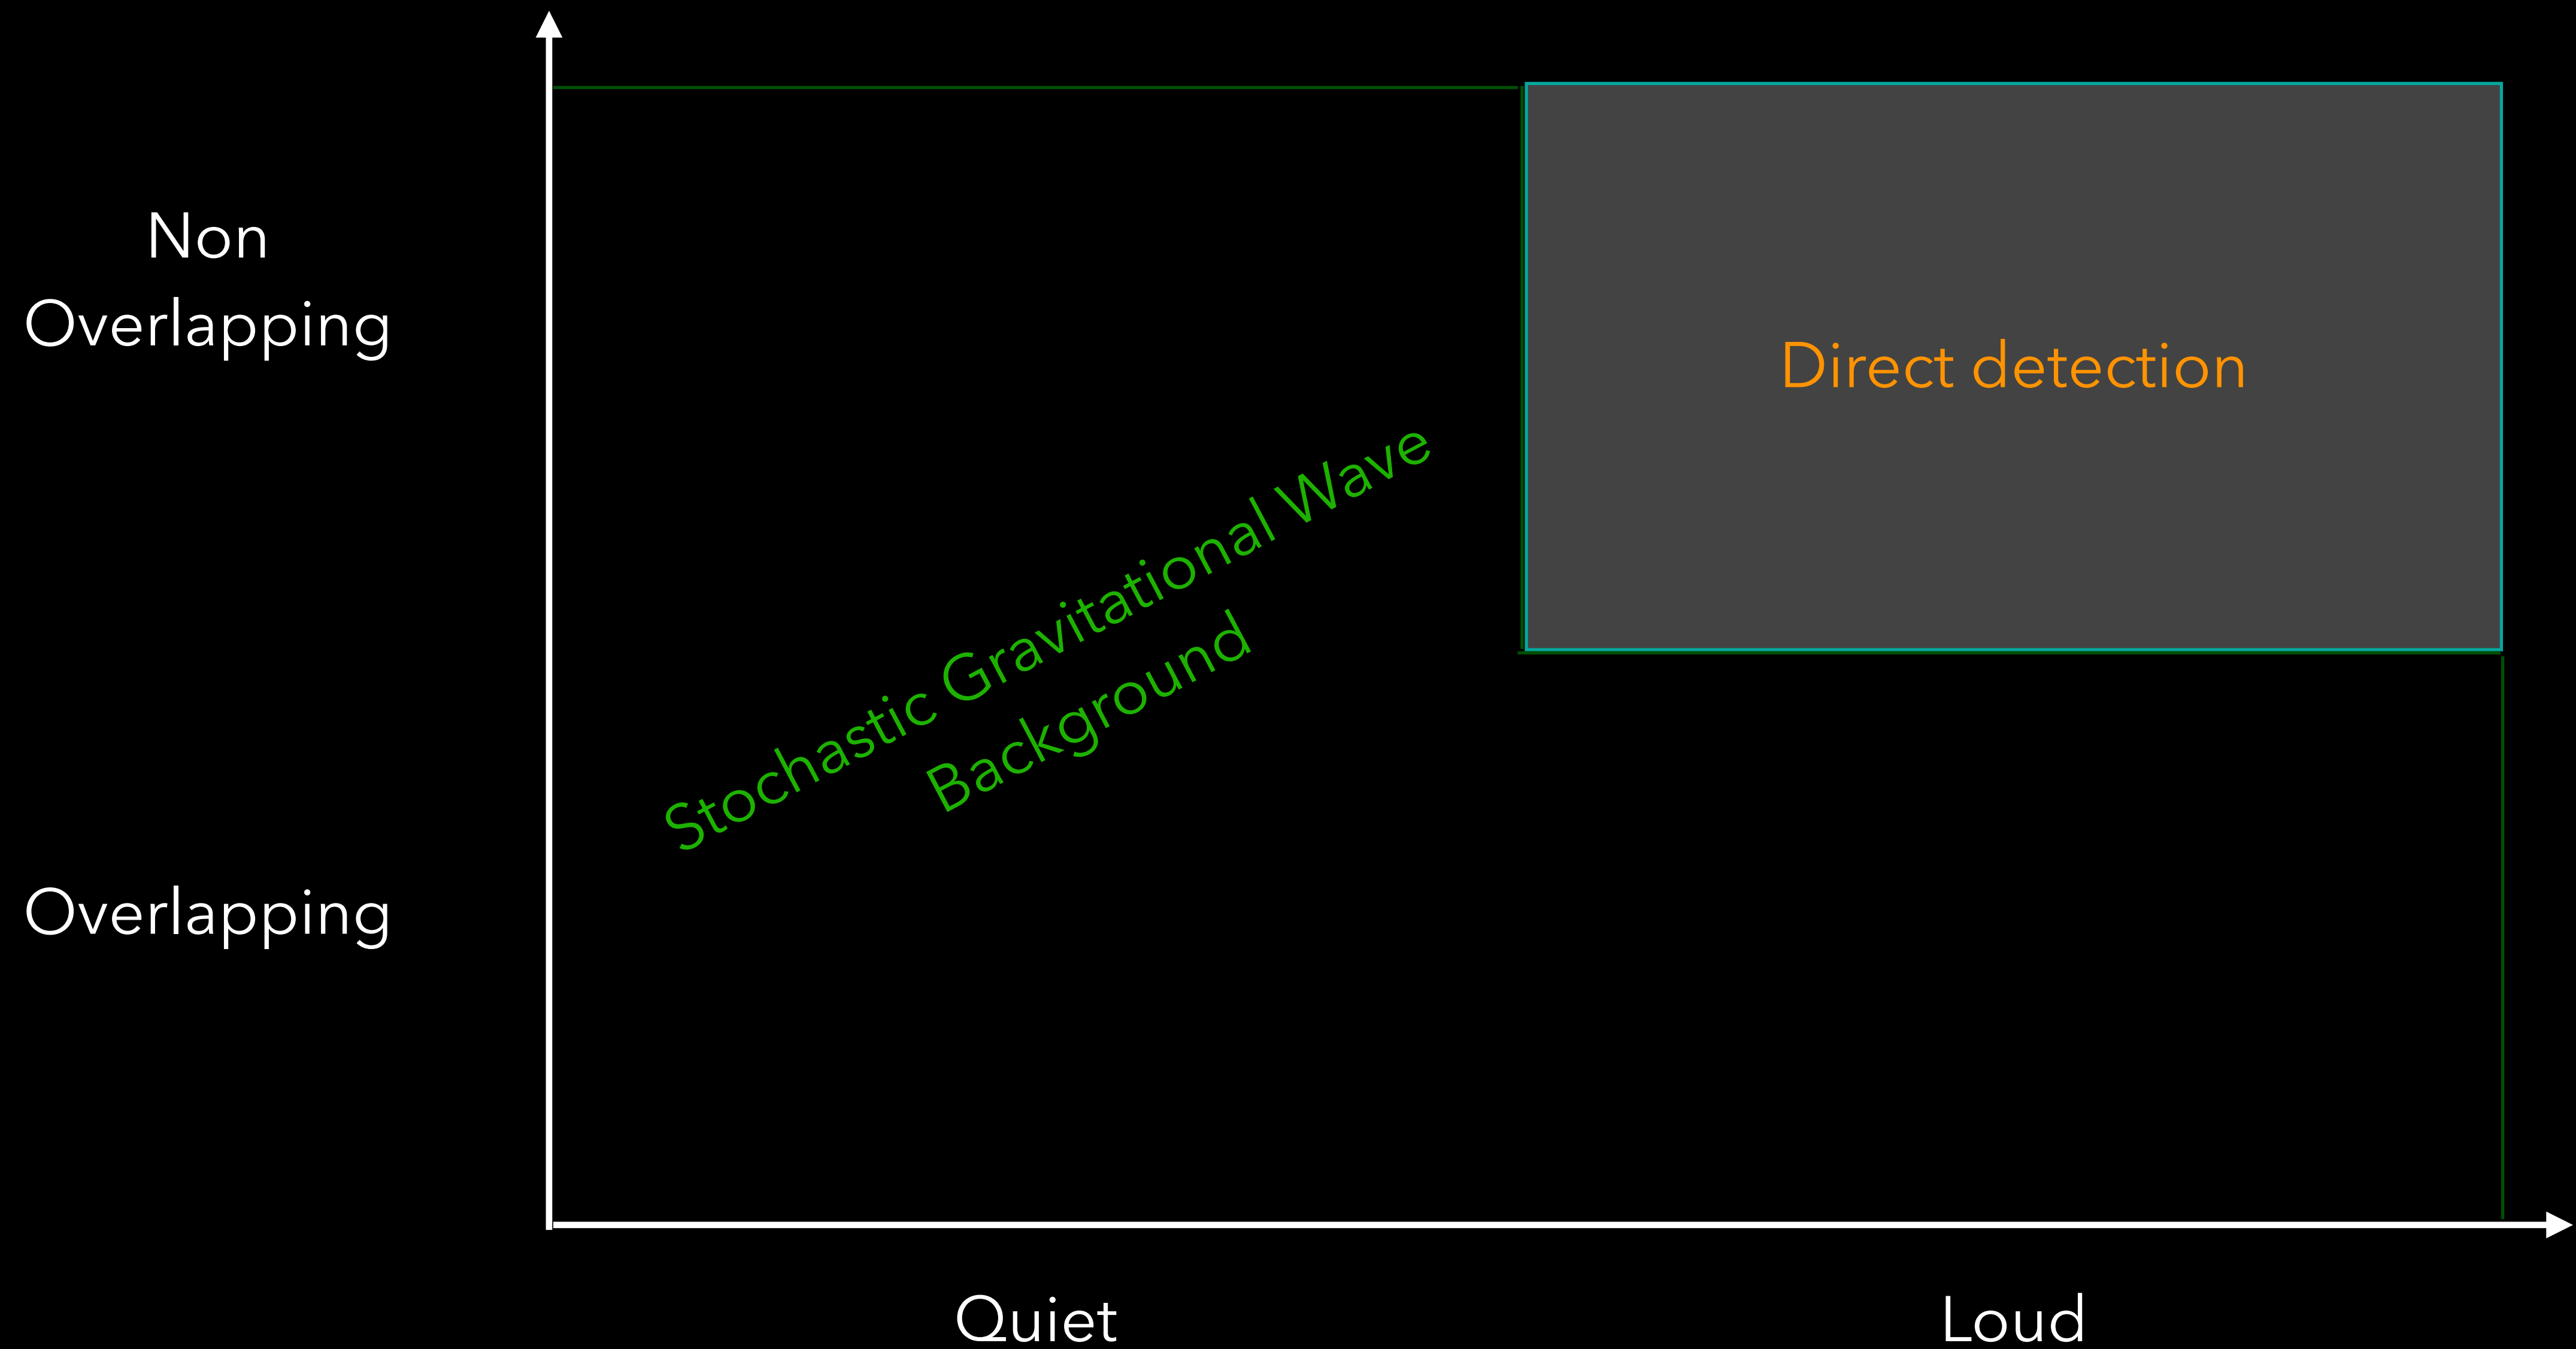 Non
Overlapping
Direct detection
Stochastic Gravitational Wave
Background
Overlapping
Quiet
Loud